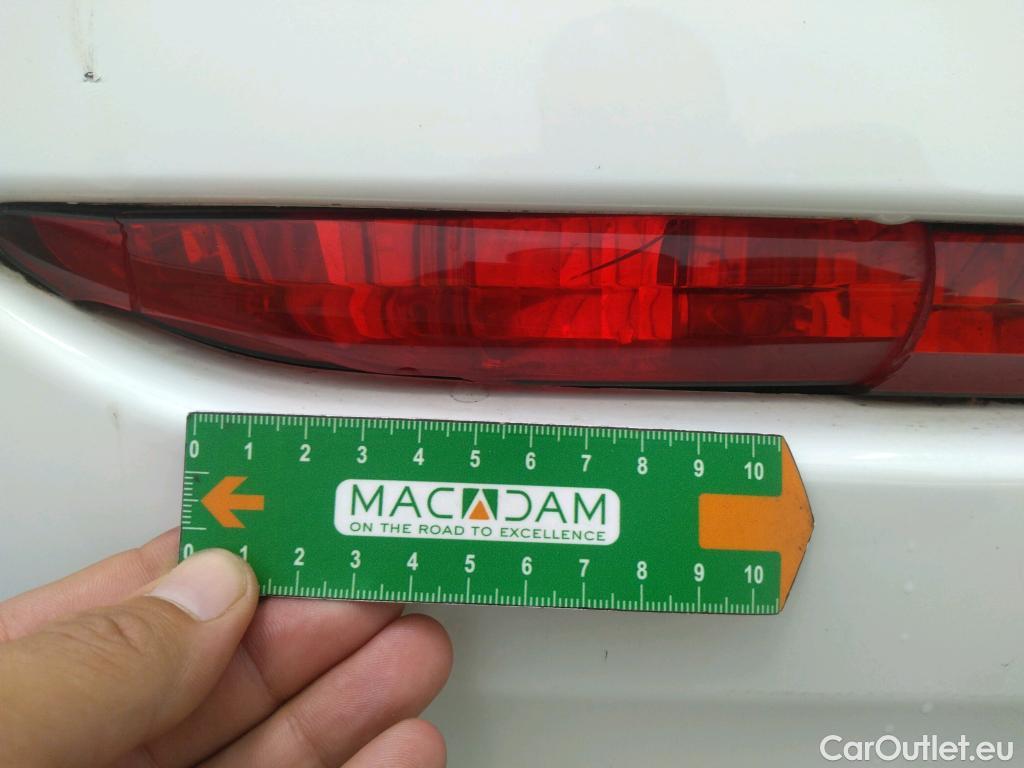 0 1 2 3 4 5 6 7 8 9 10
MACADAM
ON THE ROAD TO EXCELLENCE
0 1 2 3 4 5 6 7 8 9 10
CarOutlet.eu